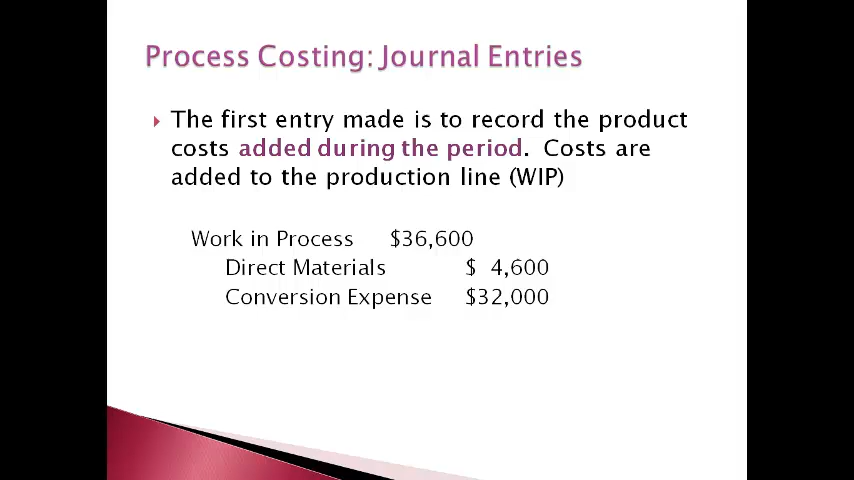 Process Costing: Journal Entries
The first entry made is to record the product
costs added during the period. Costs are
added to the production line (WIP)
Work in Process $36,600
Direct Materials $ 4,600
Conversion Expense $32,000